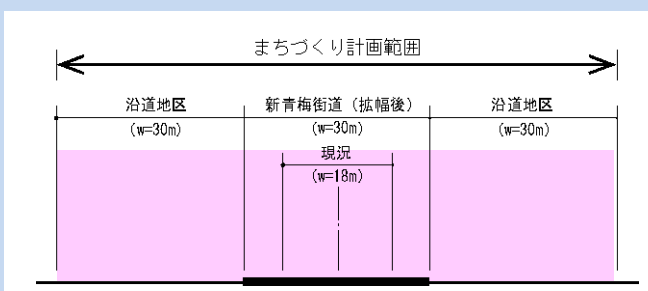 まちづくり計画範囲
沿道地区 新青梅街道（拡幅後） 沿道地区
(w=30m) (w=30m) (w=30m)
現況
(w=18m)